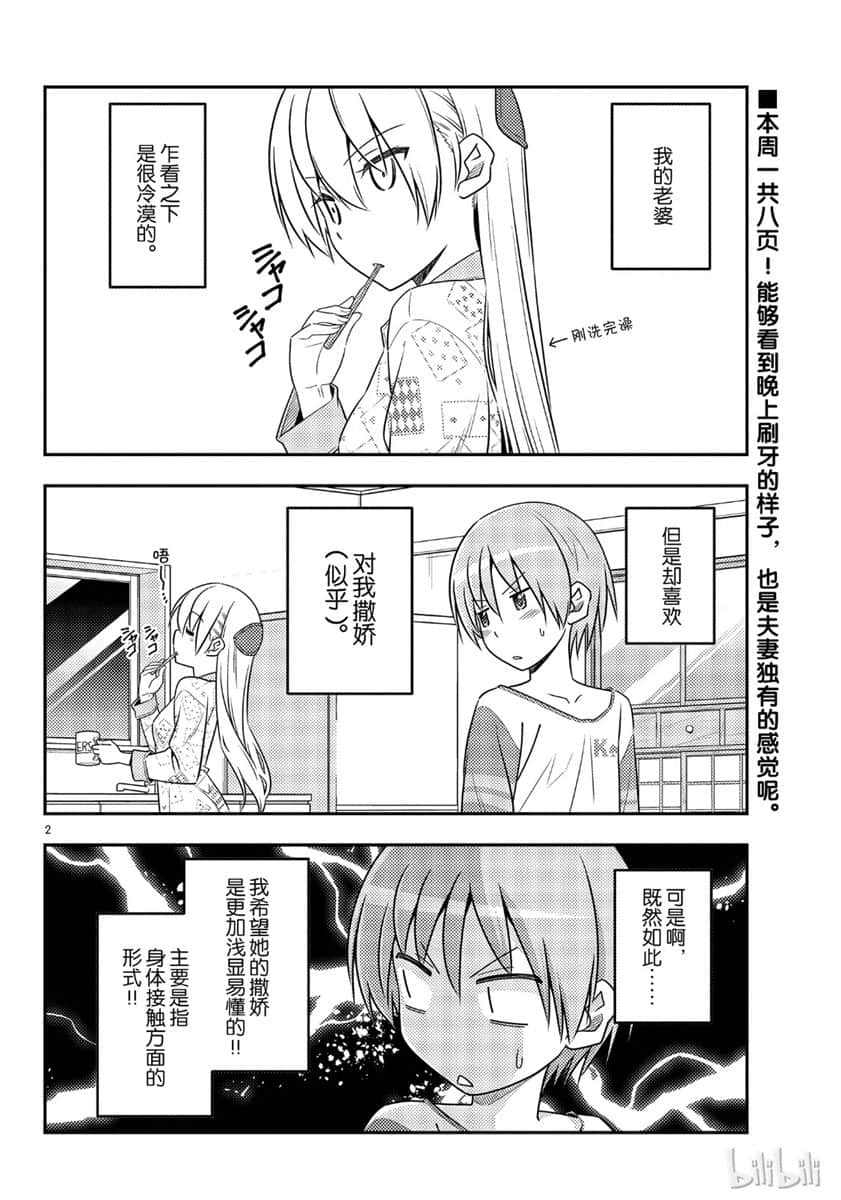 ■本周一共八页！能够看到晚上刷牙的样子，也是夫妻独有的感觉呢。
我的老婆
←刚洗完澡
乍看之下
是很冷漠的。
シャコ
シャコ
但是却喜欢
对我撒娇
（似乎）。
唔～
シャコ
シャコ
ERS
K
2
可是啊，
既然如此……
我希望她的撒娇
是更加浅显易懂的!!
主要是指
身体接触方面的
形式!!
bilibili